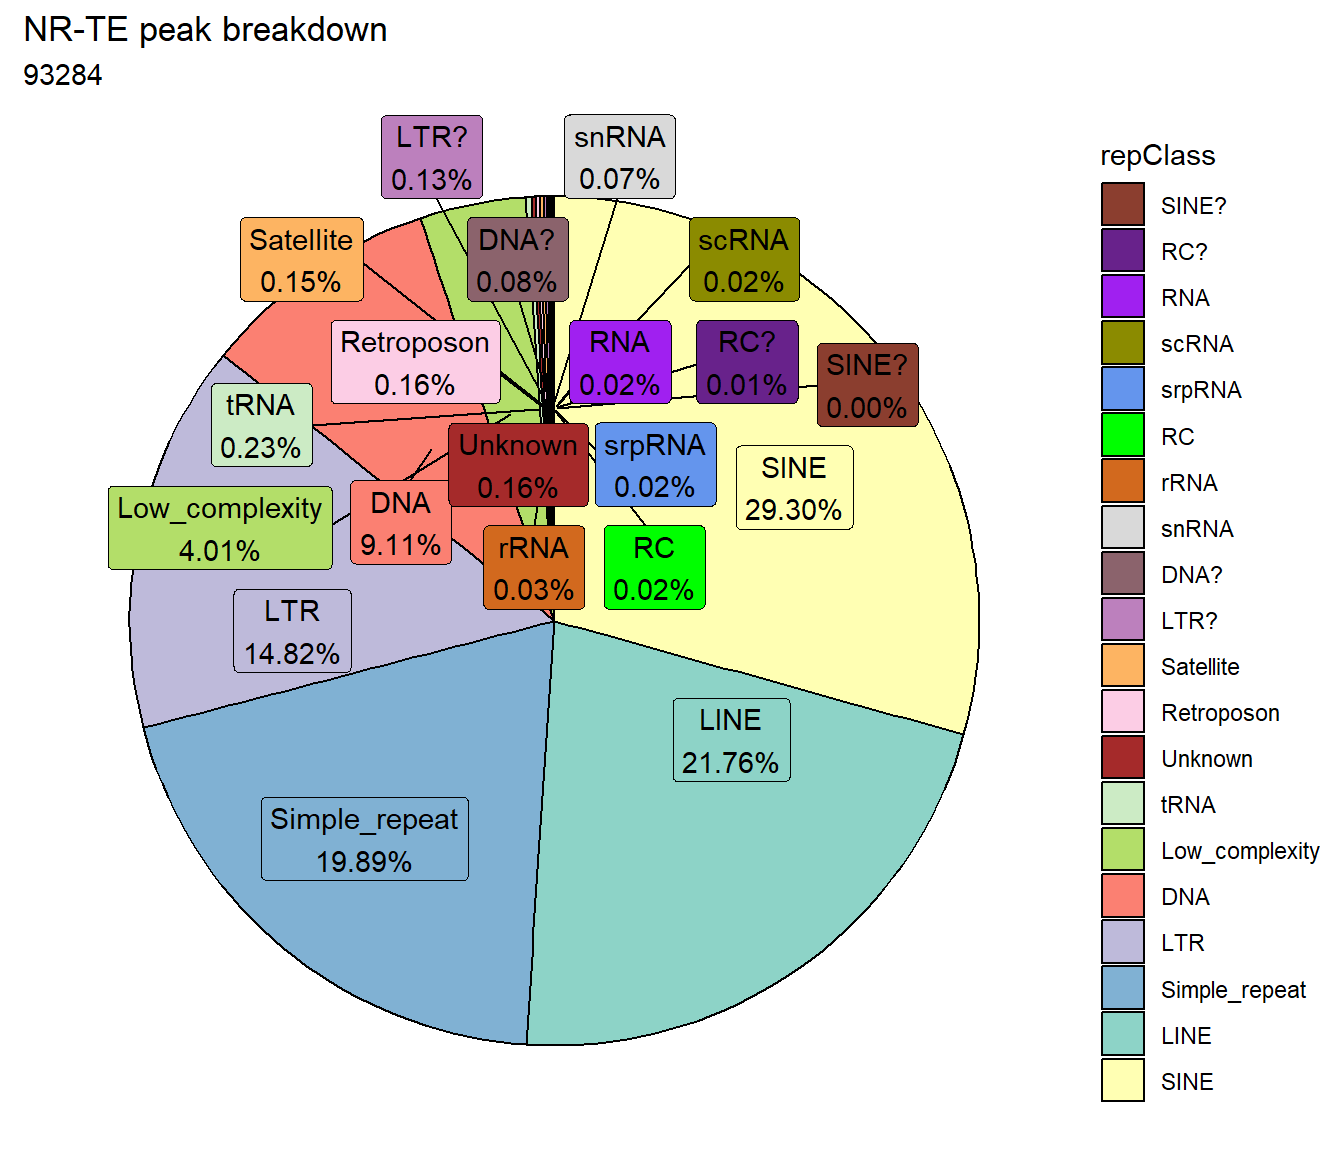 NR-TE peak breakdown
93284
LTR?
0.13%
snRNA
0.07%
Satellite
0.15%
DNA?
0.08%
scRNA
0.02%
Retroposon
0.16%
RNA
0.02%
RC?
0.01%
SINE?
0.00%
tRNA
0.23%
Unknown
0.16%
srpRNA
0.02%
SINE
29.30%
Low_complexity
4.01%
DNA
9.11%
rRNA
0.03%
RC
0.02%
LTR
14.82%
LINE
21.76%
Simple_repeat
19.89%
repClass
SINE?
RC?
RNA
scRNA
srpRNA
RC
rRNA
snRNA
DNA?
LTR?
Satellite
Retroposon
Unknown
tRNA
Low_complexity
DNA
LTR
Simple_repeat
LINE
SINE